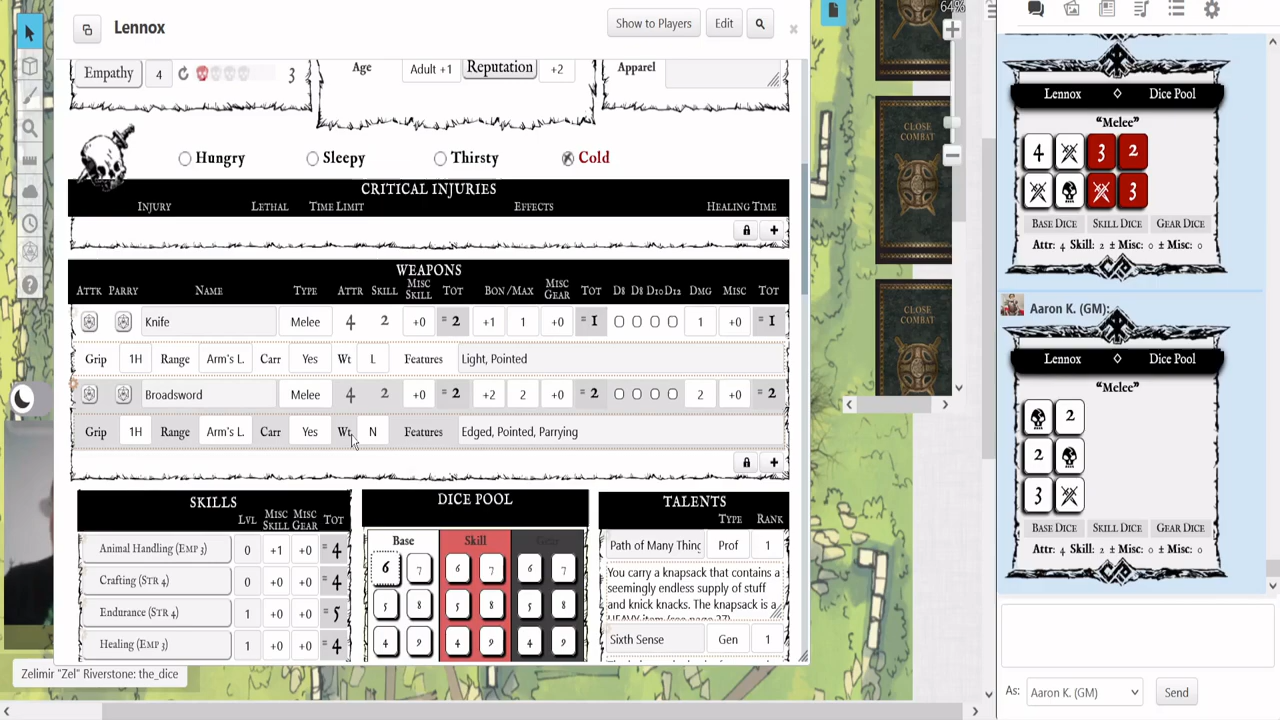 Lennox
Show to Players
Edit
64%
Empathy 4 3
Age Adult +1 Reputation +2
Apparel
Hungry Sleepy Thirsty Cold
CRITICAL INJURIES
INJURY LETHAL TIME LIMIT EFFECTS HEALING TIME
WEAPONS
ATTK PARRY NAME TYPE ATTR SKILL MISC SKILL TOT BON/MAX MISC GEAR TOT D8 D8 D10 D12 DMG MISC TOT
Knife Melee 4 2 +0 = 2 +1 1 +0 = 1 1 +0 = 1
Grip 1H Range Arm's L. Carr Yes Wt L Features Light, Pointed
Broadsword Melee 4 2 +0 = 2 +2 2 +0 = 2 2 +0 = 2
Grip 1H Range Arm's L. Carr Yes Wt N Features Edged, Pointed, Parrying
SKILLS
LVL MISC SKILL MISC GEAR TOT
Animal Handling (Emp 3) 0 +1 +0 = 4
Crafting (Str 4) 0 +0 +0 = 4
Endurance (Str 4) 1 +0 +0 = 5
Healing (Emp 3) 1 +0 +0 = 4
DICE POOL
Base Skill Gear
6 7 6 7 6 7
5 8 5 8 5 8
4 9 4 9 4 9
TALENTS
TYPE RANK
Path of Many Thing Prof 1
You carry a knapsack that contains a
seemingly endless supply of stuff
and knick knacks. The knapsack is a
Sixth Sense Gen 1
Zelimir "Zel" Riverstone: the_dice
CLOSE
COMBAT
CLOSE
COMBAT
Lennox Dice Pool
“Melee”
4 3 2
3
BASE DICE SKILL DICE GEAR DICE
Attr: 4 Skill: 2 ± Misc: 0 ± Misc: 0
Aaron K. (GM):
Lennox Dice Pool
“Melee”
2
2
3
BASE DICE SKILL DICE GEAR DICE
Attr: 4 Skill: 2 ± Misc: 0 ± Misc: 0
As: Aaron K. (GM) Send